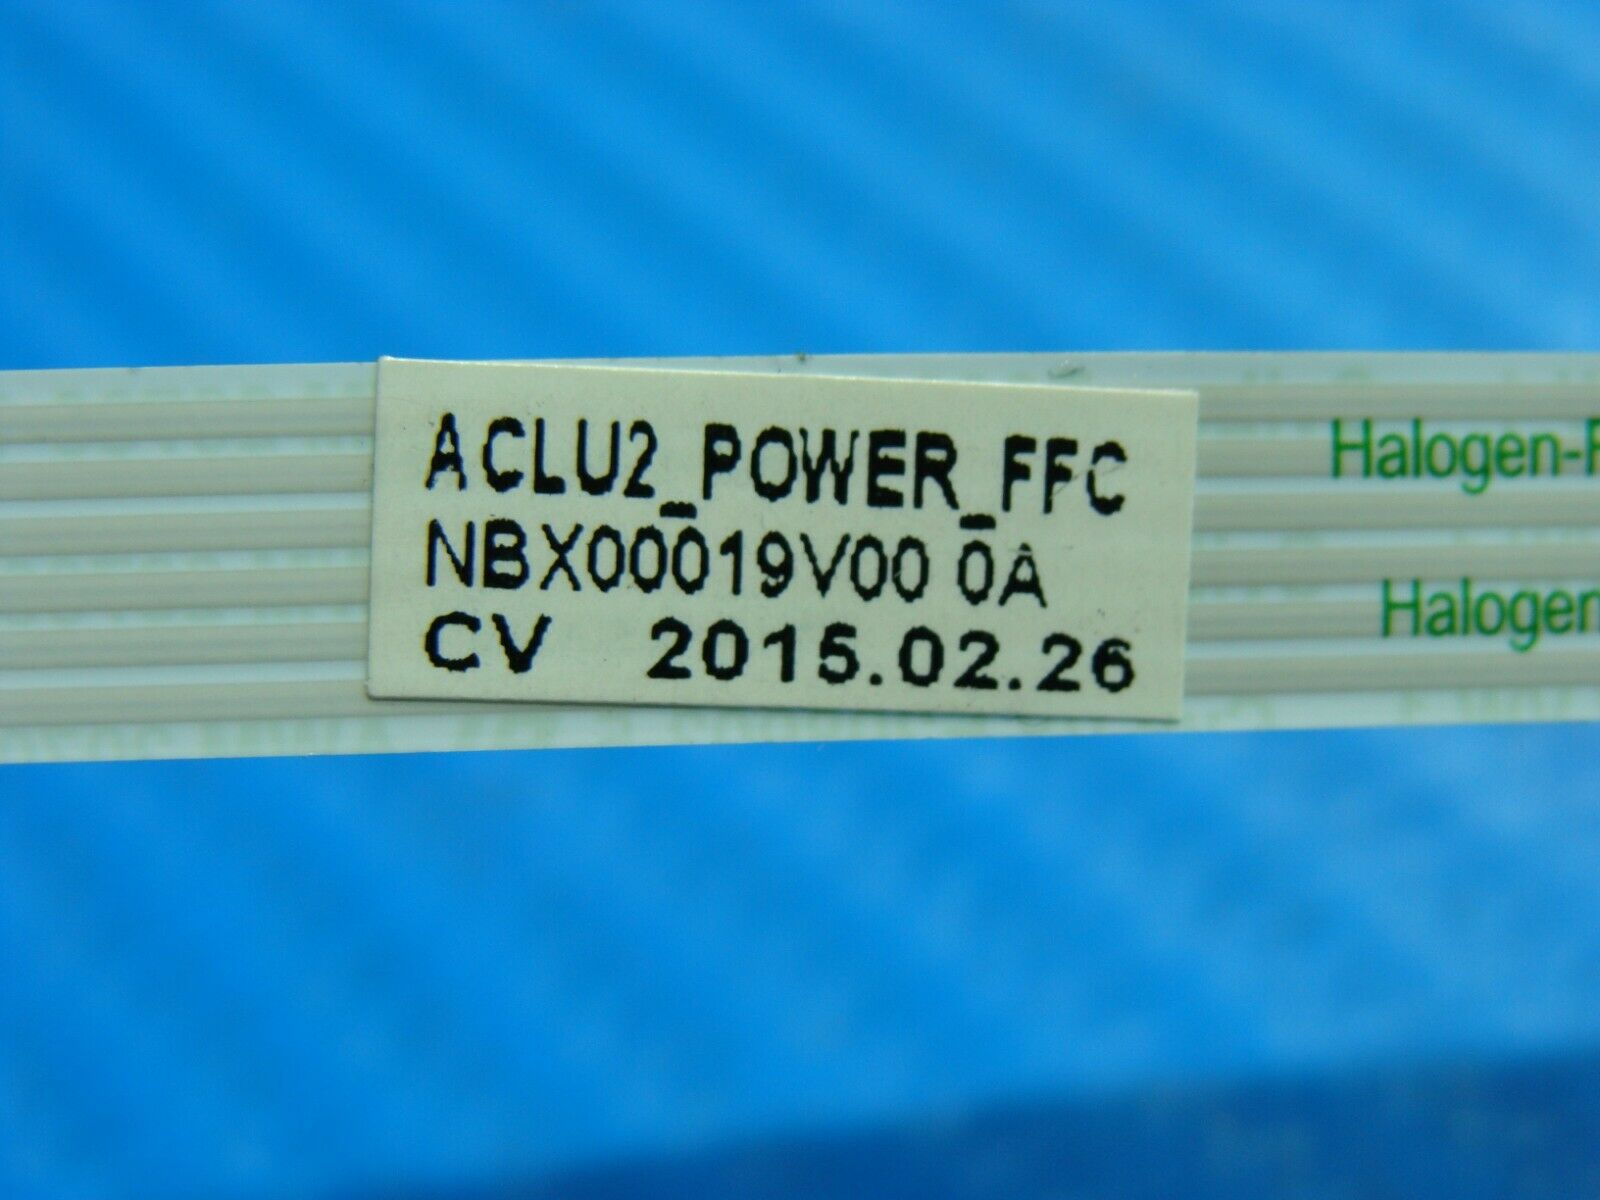 ACLU2_POWER_FFC
NBX00019V00 0A
CV 2015.02.26
Halogen-F
Halogen